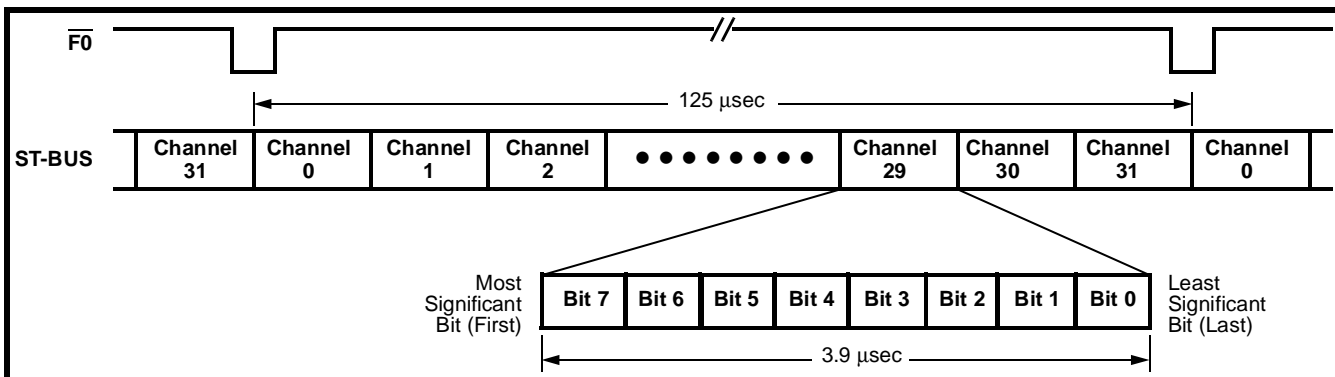 F0
125 μsec
ST-BUS
Channel 31
Channel 0
Channel 1
Channel 2
Channel 29
Channel 30
Channel 31
Channel 0
Most
Significant
Bit (First)
Bit 7 Bit 6 Bit 5 Bit 4 Bit 3 Bit 2 Bit 1 Bit 0
Least
Significant
Bit (Last)
3.9 μsec